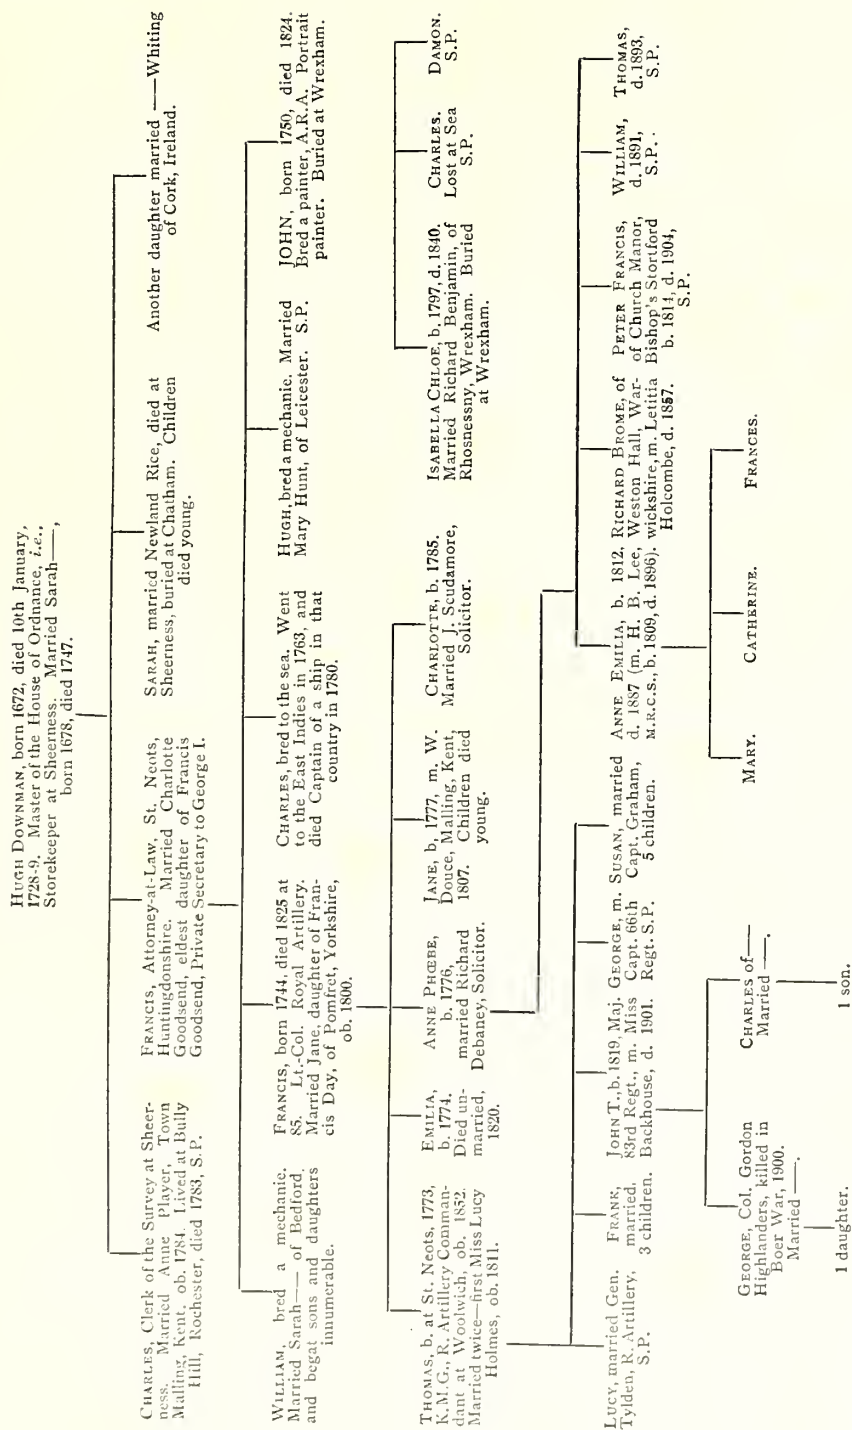 HUGH DOWNMAN, born 1672, died 10th January,
1728-9. Master of the House of Ordnance, i.e.,
Storekeeper at Sheerness. Married Sarah——,
born 1678, died 1747.
CHARLES, Clerk of the Survey at Sheer-
ness. Married Anne Player, Town
Malling, Kent, ob. 1784. Lived at Bully
Hill, Rochester, died 1783, S.P.
FRANCIS, Attorney-at-Law, St. Neots,
Huntingdonshire. Married Charlotte
Goodsend, eldest daughter of Francis
Goodsend, Private Secretary to George I.
SARAH, married Newland Rice, died at
Sheerness, buried at Chatham. Children
died young.
Another daughter married ——Whiting
of Cork, Ireland.
WILLIAM, bred a mechanic.
Married Sarah—— of Bedford.
and begat sons and daughters
innumerable.
FRANCIS, born 1744, died 1825 at
85. Lt.-Col. Royal Artillery.
Married Jane, daughter of Fran-
cis Day, of Pomfret, Yorkshire,
ob. 1800.
CHARLES, bred to the sea. Went
to the East Indies in 1763, and
died Captain of a ship in that
country in 1780.
HUGH, bred a mechanic. Married
Mary Hunt, of Leicester. S.P.
JOHN, born 1750, died 1824.
Bred a painter, A.R.A. Portrait
painter. Buried at Wrexham.
THOMAS, b. at St. Neots, 1773,
K.M.G., R. Artillery Comman-
dant at Woolwich, ob. 1852.
Married twice—first Miss Lucy
Holmes, ob. 1811.
EMILIA,
b. 1774.
Died un-
married,
1820.
ANNE PHŒBE,
b. 1776,
married Richard
Debaney, Solicitor.
JANE, b, 1777, m. W.
Douce, Malling, Kent,
1807. Children died
young.
CHARLOTTE, b. 1785.
Married J. Scudamore,
Solicitor.
ISABELLA CHLOE, b. 1797, d. 1840.
Married Richard Benjamin, of
Rhosnessny, Wrexham. Buried
at Wrexham.
CHARLES.
Lost at Sea
S.P.
DAMON.
S.P.
LUCY, married Gen.
Tylden, R. Artillery,
S.P.
FRANK,
married,
3 children.
JOHN T., b. 1819, Maj.
83rd Regt., m. Miss
Backhouse, d. 1901.
GEORGE, m.
Capt. 66th
Regt. S.P.
SUSAN, married
Capt. Graham,
5 children.
ANNE EMILIA, b. 1812,
d. 1887 (m. H. B. Lee,
M.R.C.S., b. 1809, d. 1896).
RICHARD BROME, of
Weston Hall, War-
wickshire, m. Letitia
Holcombe, d. 1857.
PETER FRANCIS,
of Church Manor,
Bishop's Stortford
b. 1814, d. 1904,
S.P.
WILLIAM,
d. 1891,
S.P.
THOMAS,
d. 1893,
S.P.
GEORGE, Col. Gordon
Highlanders, killed in
Boer War, 1900.
Married ——.
CHARLES of——
Married ——.
MARY.
CATHERINE.
FRANCES.
1 daughter.
1 son.